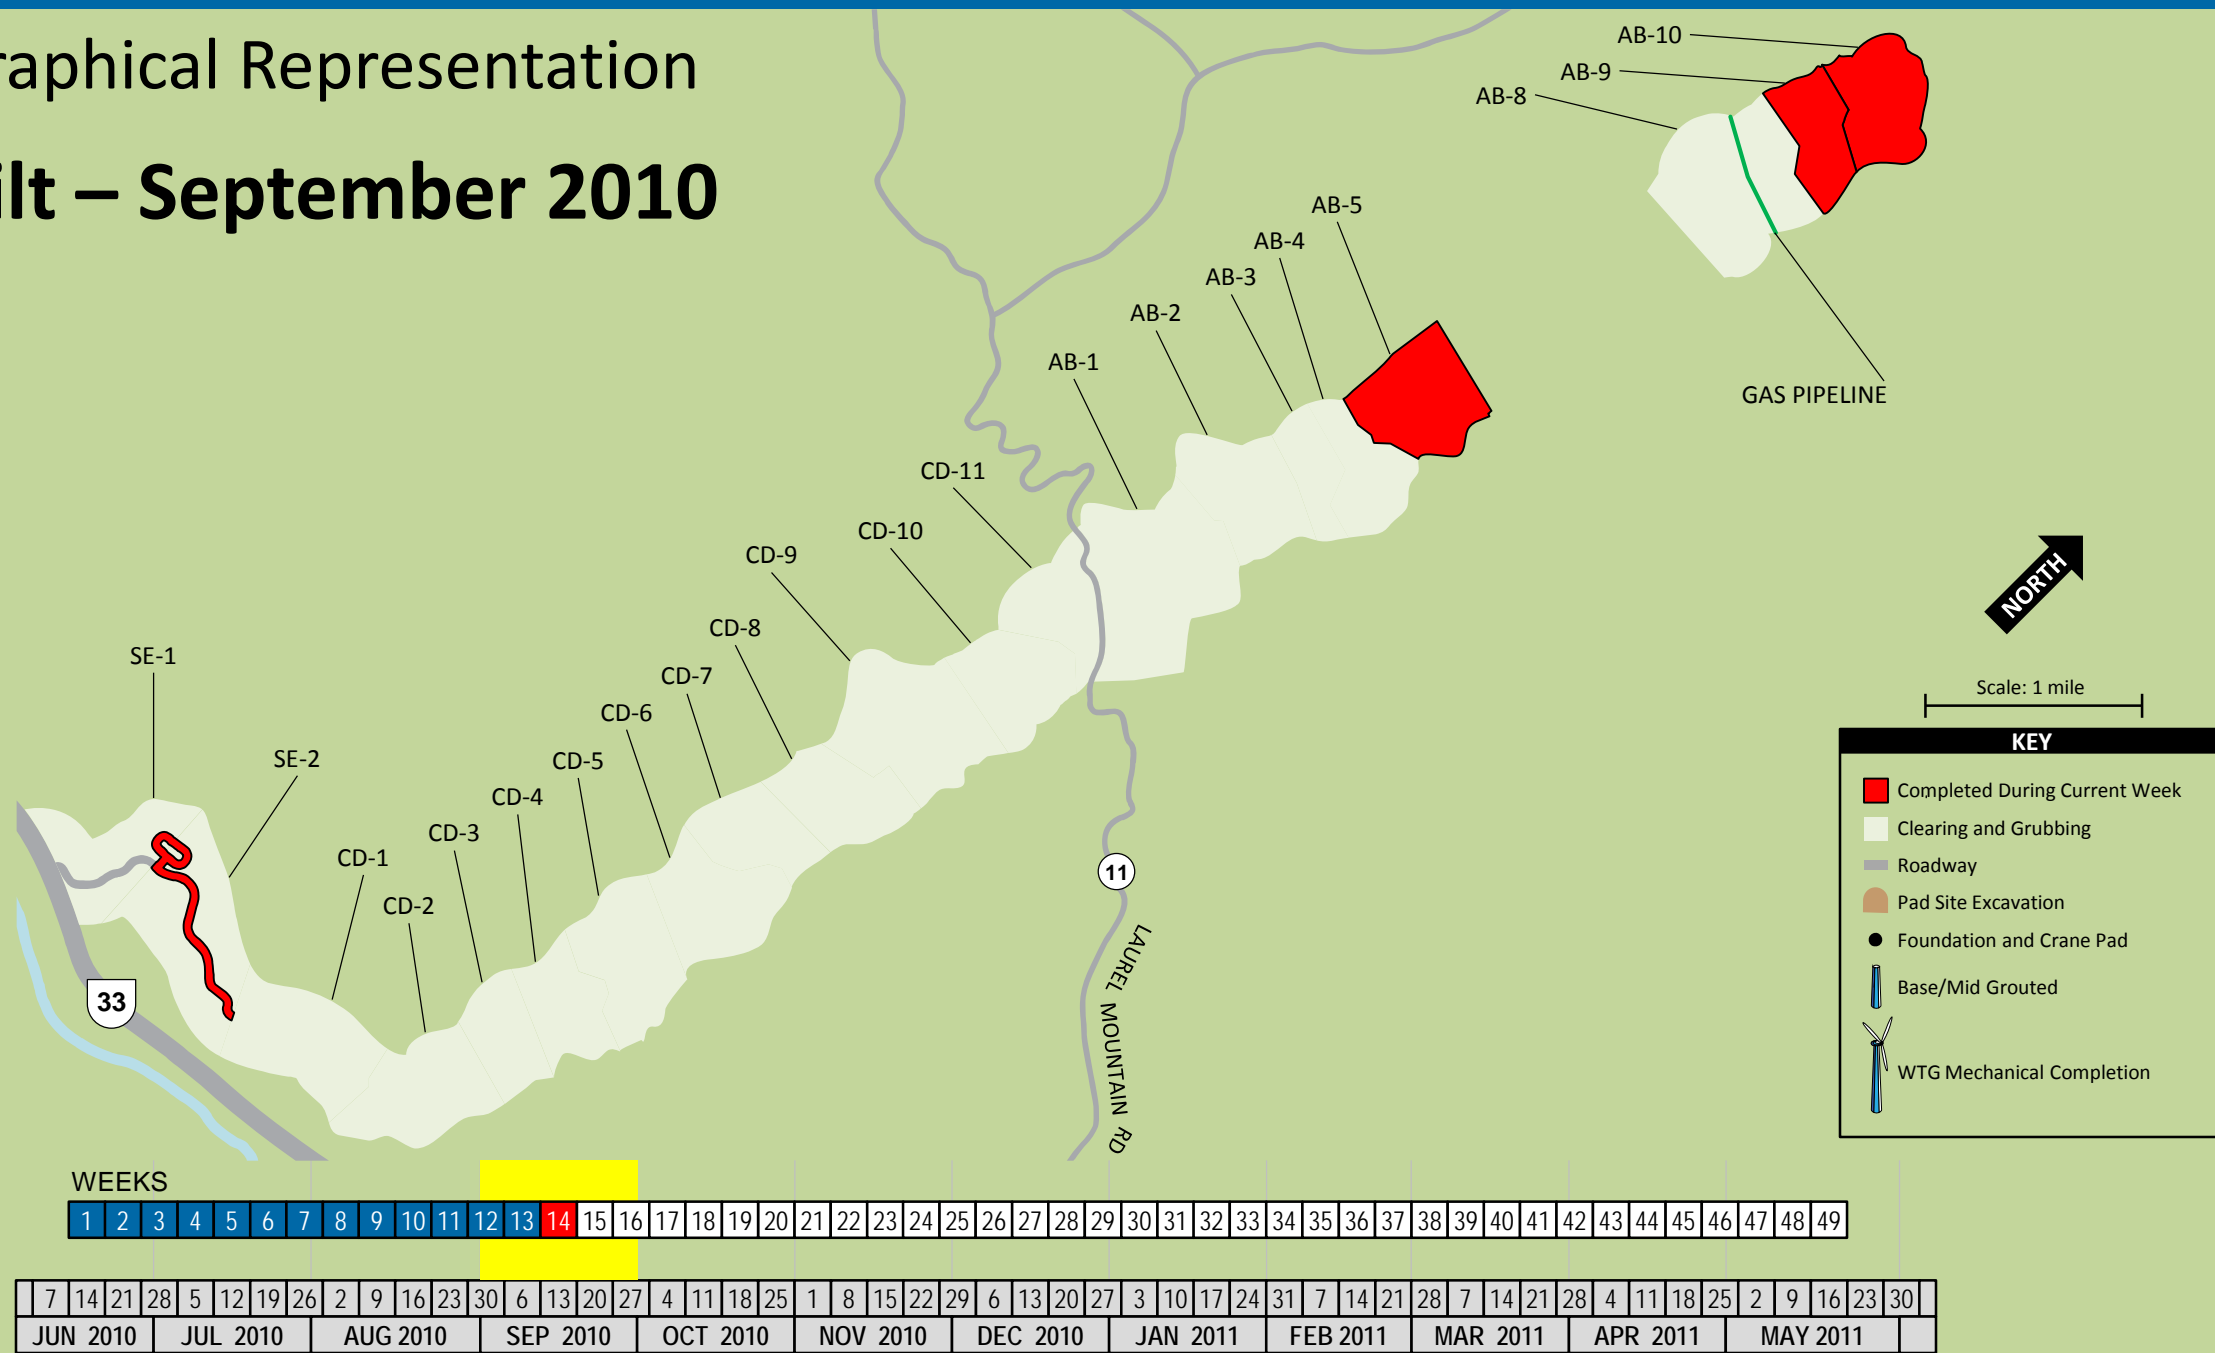 raphical Representation
ilt – September 2010
AB-10
AB-9
AB-8
AB-5
AB-4
AB-3
AB-2
AB-1
GAS PIPELINE
CD-11
CD-10
CD-9
CD-8
CD-7
CD-6
CD-5
CD-4
CD-3
CD-2
CD-1
SE-1
SE-2
33
11
LAUREL MOUNTAIN RD
NORTH
Scale: 1 mile
KEY
Completed During Current Week
Clearing and Grubbing
Roadway
Pad Site Excavation
Foundation and Crane Pad
Base/Mid Grouted
WTG Mechanical Completion
WEEKS
1 2 3 4 5 6 7 8 9 10 11 12 13 14 15 16 17 18 19 20 21 22 23 24 25 26 27 28 29 30 31 32 33 34 35 36 37 38 39 40 41 42 43 44 45 46 47 48 49
7 14 21 28 5 12 19 26 2 9 16 23 30 6 13 20 27 4 11 18 25 1 8 15 22 29 6 13 20 27 3 10 17 24 31 7 14 21 28 7 14 21 28 4 11 18 25 2 9 16 23 30
JUN 2010 JUL 2010 AUG 2010 SEP 2010 OCT 2010 NOV 2010 DEC 2010 JAN 2011 FEB 2011 MAR 2011 APR 2011 MAY 2011